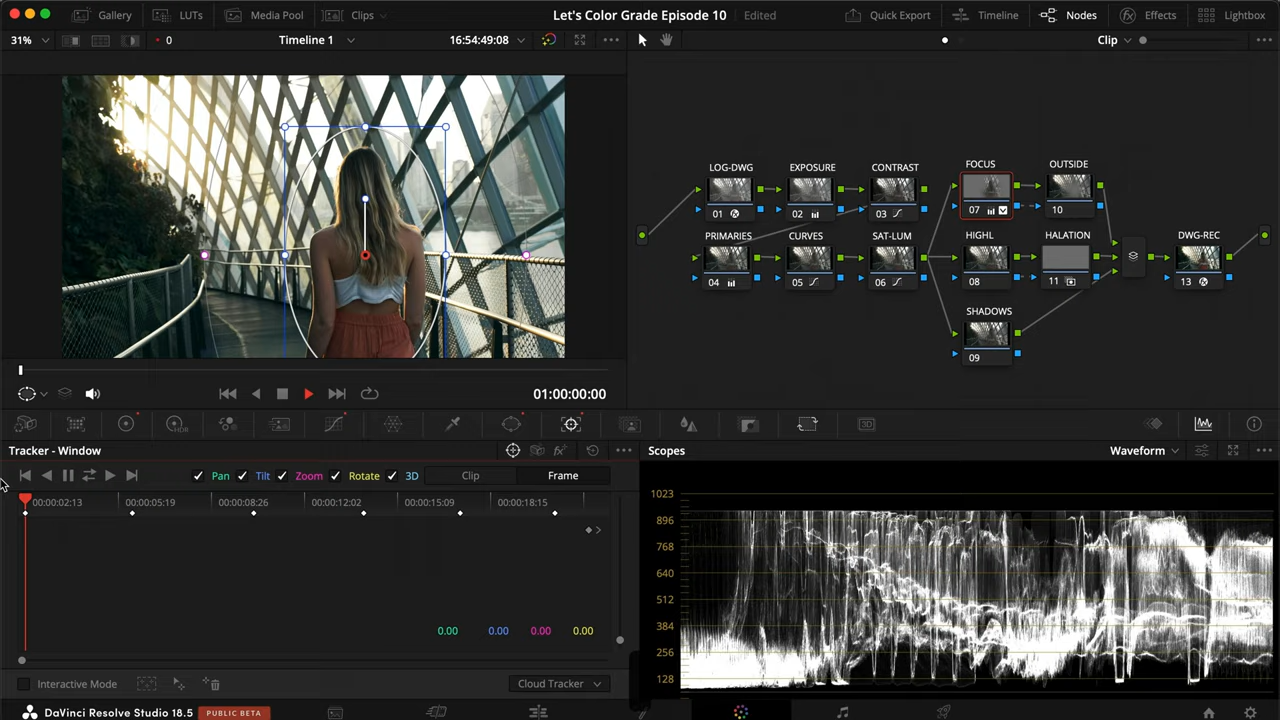 Gallery LUTs Media Pool Clips Let's Color Grade Episode 10 Edited Quick Export Timeline Nodes Effects Lightbox
31% 0 Timeline 1 16:54:49:08 Clip
LOG-DWG EXPOSURE CONTRAST FOCUS OUTSIDE
01 02 03 07 10
PRIMARIES CURVES SAT-LUM HIGHL HALATION DWG-REC
04 05 06 08 11 13
SHADOWS
09
01:00:00:00
HDR 3D
Tracker - Window
Pan Tilt Zoom Rotate 3D Clip Frame
00:00:02:13 00:00:05:19 00:00:08:26 00:00:12:02 00:00:15:09 00:00:18:15
0.00 0.00 0.00 0.00
Interactive Mode Cloud Tracker
Scopes Waveform
1023
896
768
640
512
384
256
128
DaVinci Resolve Studio 18.5 PUBLIC BETA